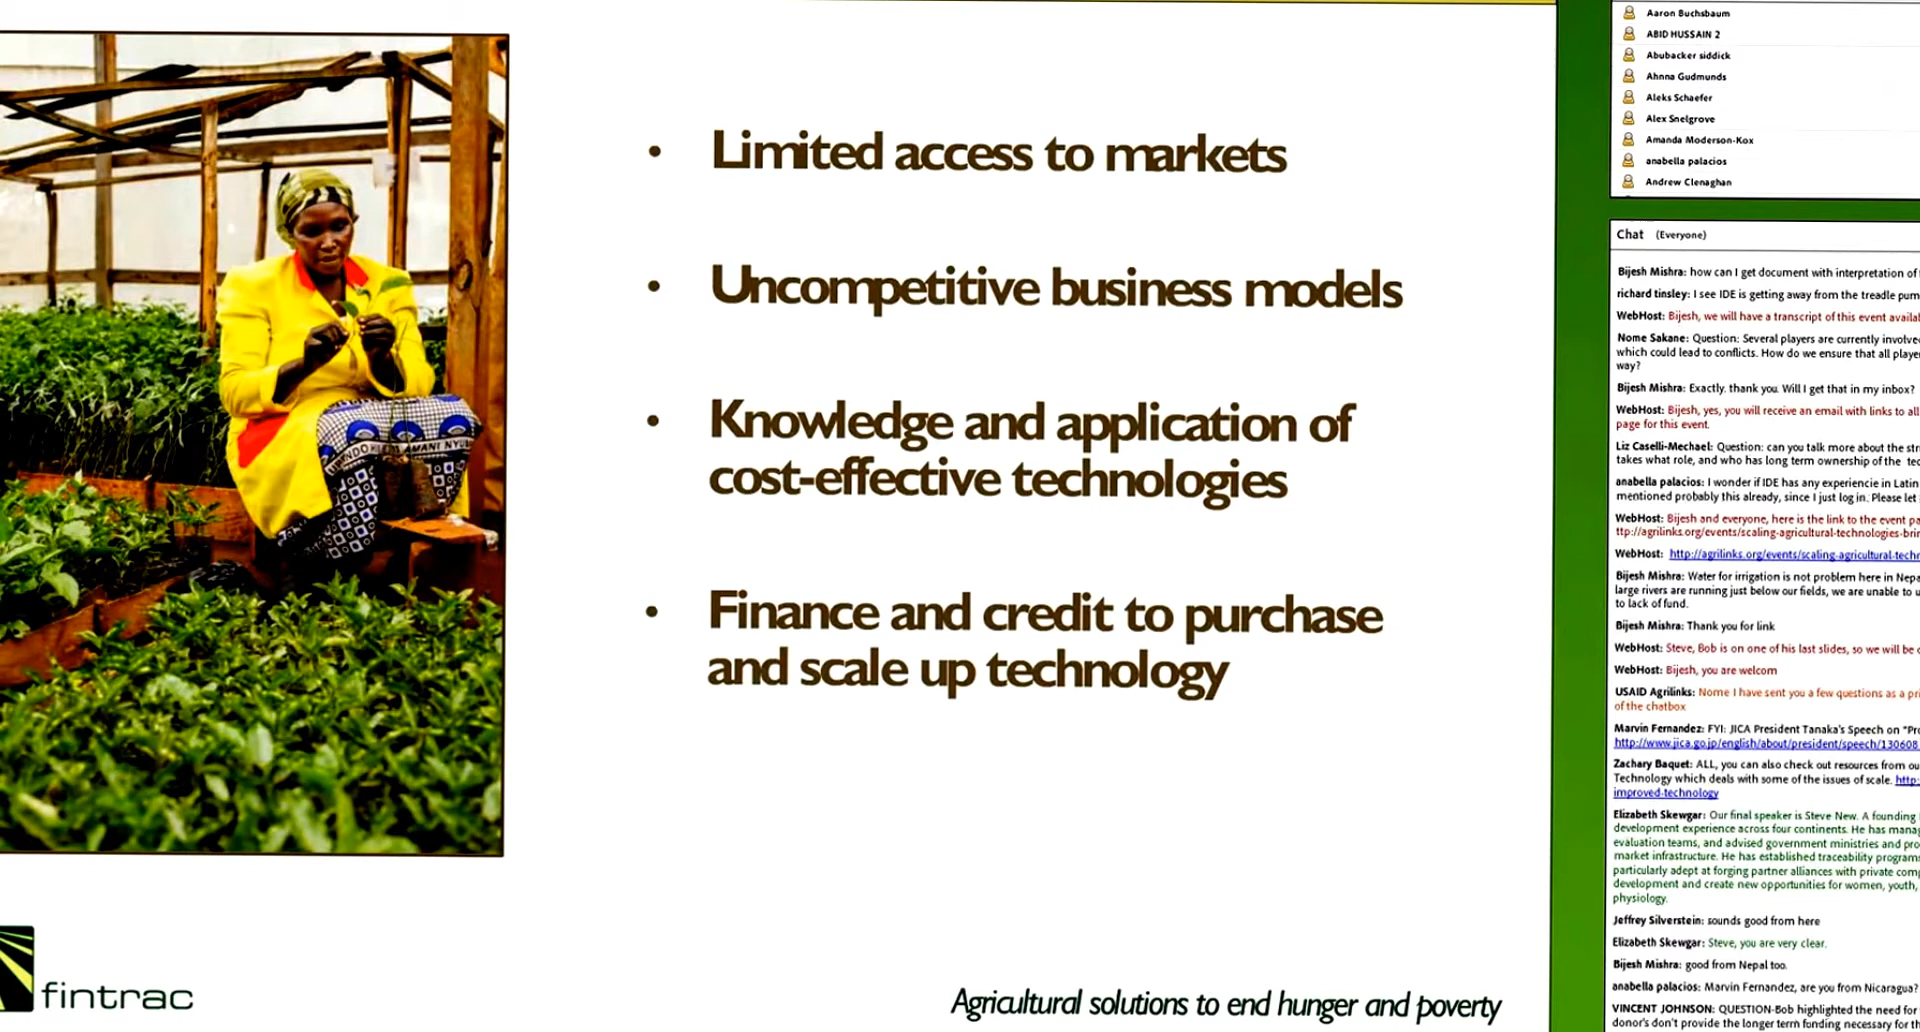 Limited access to markets
Uncompetitive business models
Knowledge and application of
cost-effective technologies
Finance and credit to purchase
and scale up technology
fintrac
Agricultural solutions to end hunger and poverty
AMANI
Aaron Buchsbaum
ABID HUSSAIN 2
Abubacker siddick
Ahnna Gudmunds
Aleks Schaefer
Alex Snelgrove
Amanda Moderson-Kox
anabella palacios
Andrew Clenaghan
Chat (Everyone)
Bijesh Mishra: how can I get document with interpretation of
richard tinsley: I see IDE is getting away from the treadle pum
WebHost: Bijesh, we will have a transcript of this event availa
Nome Sakane: Question: Several players are currently involve
which could lead to conflicts. How do we ensure that all playe
way?
Bijesh Mishra: Exactly. thank you. Will I get that in my inbox?
WebHost: Bijesh, yes, you will receive an email with links to all
page for this event.
Liz Caselli-Mechael: Question: can you talk more about the str
takes what role, and who has long term ownership of the tec
anabella palacios: I wonder if IDE has any experiencie in Latin
mentioned probably this already, since I just log in. Please let
WebHost: Bijesh and everyone, here is the link to the event pa
ttp://agrilinks.org/events/scaling-agricultural-technologies-brin
WebHost: http://agrilinks.org/events/scaling-agricultural-techn
Bijesh Mishra: Water for irrigation is not problem here in Nepa
large rivers are running just below our fields, we are unable to u
to lack of fund.
Bijesh Mishra: Thank you for link
WebHost: Steve, Bob is on one of his last slides, so we will be
WebHost: Bijesh, you are welcom
USAID Agrilinks: Nome I have sent you a few questions as a pri
of the chatbox
Marvin Fernandez: FYI: JICA President Tanaka's Speech on "Pro
http://www.jica.go.jp/english/about/president/speech/130608
Zachary Baquet: ALL, you can also check out resources from ou
Technology which deals with some of the issues of scale. http:
improved-technology
Elizabeth Skewgar: Our final speaker is Steve New. A founding
development experience across four continents. He has manag
evaluation teams, and advised government ministries and pro
market infrastructure. He has established traceability programs
particularly adept at forging partner alliances with private comp
development and create new opportunities for women, youth,
physiology.
Jeffrey Silverstein: sounds good from here
Elizabeth Skewgar: Steve, you are very clear.
Bijesh Mishra: good from Nepal too.
anabella palacios: Marvin Fernandez, are you from Nicaragua?
VINCENT JOHNSON: QUESTION-Bob highlighted the need for
donor's don't provide the longer term funding necessary for th